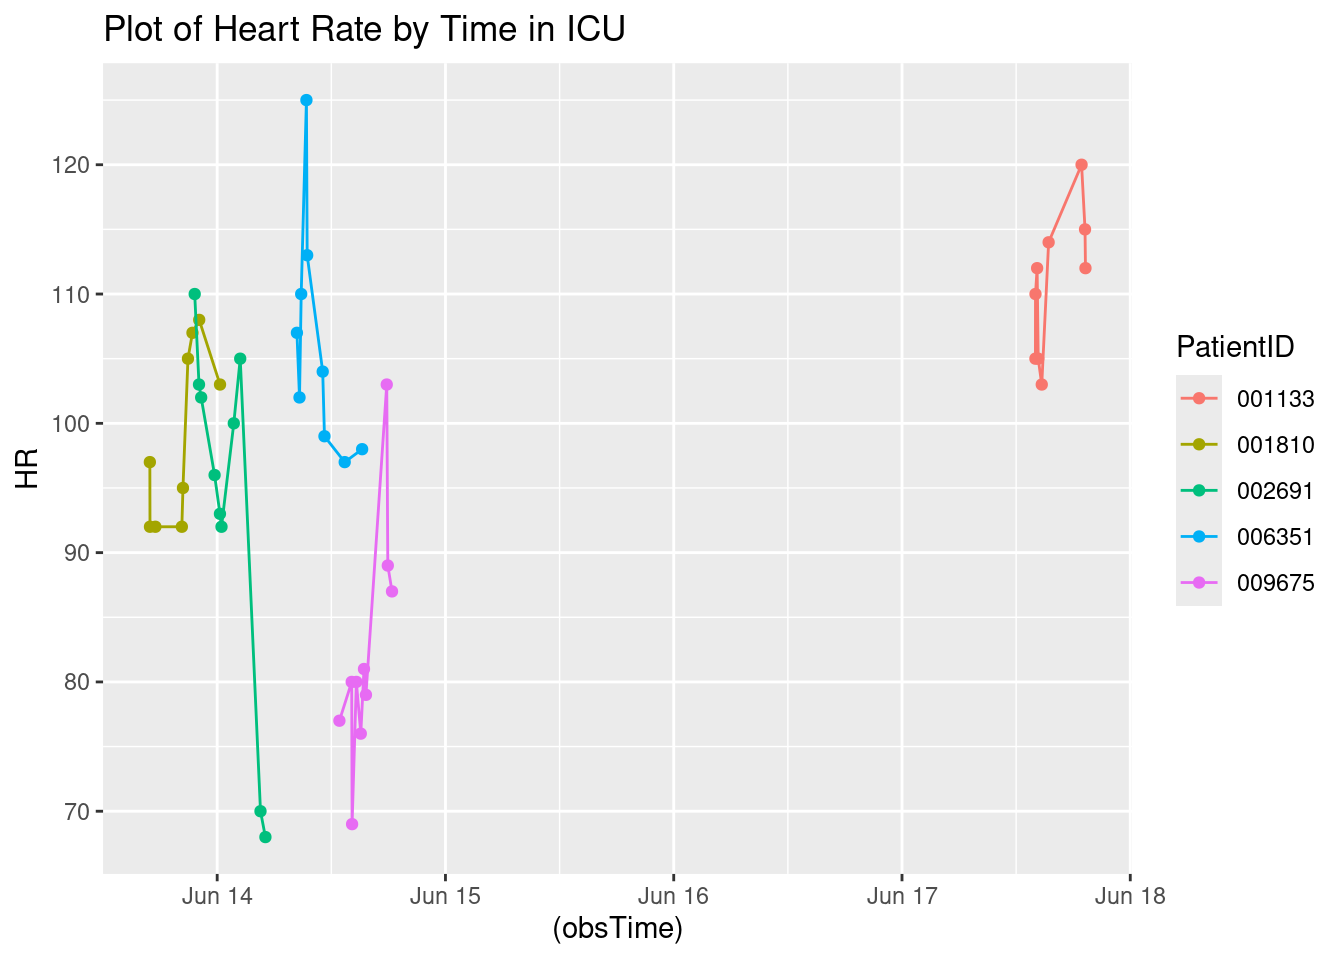 Plot of Heart Rate by Time in ICU
120
110
100
90
80
70
HR
Jun 14
Jun 15
Jun 16
Jun 17
Jun 18
(obsTime)
PatientID
001133
001810
002691
006351
009675